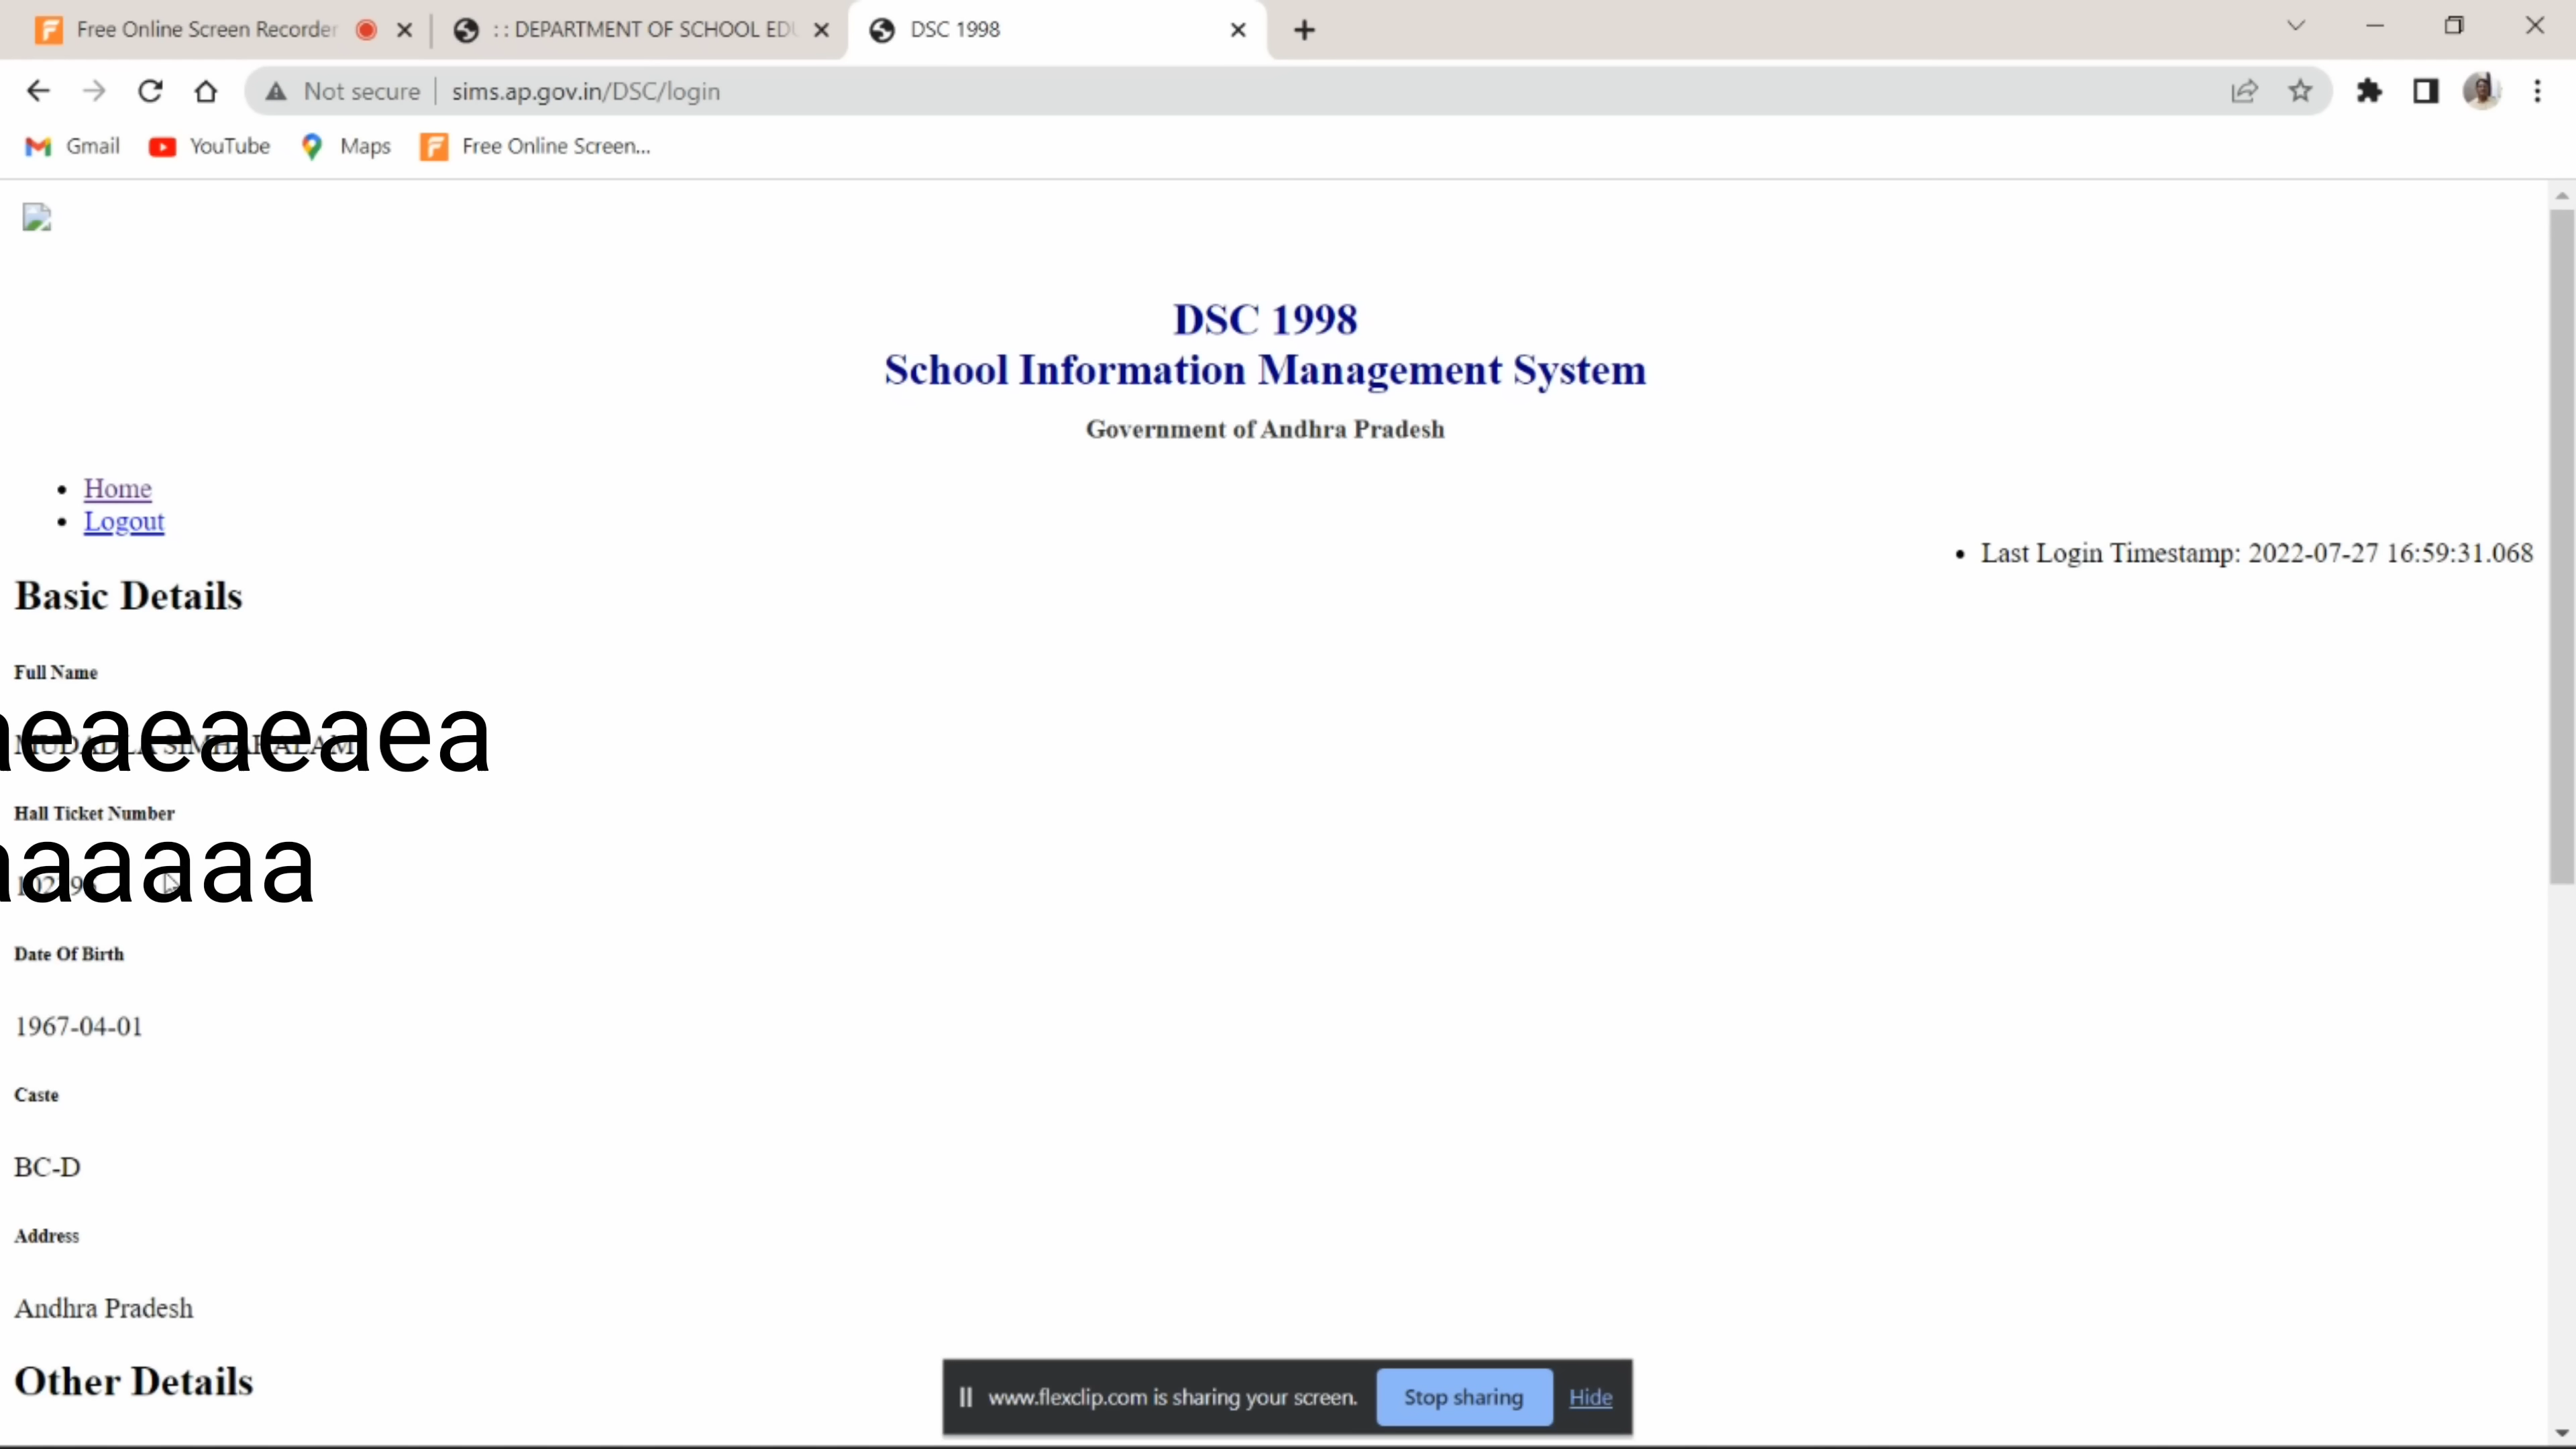 Free Online Screen Recorder
: : DEPARTMENT OF SCHOOL EDU
DSC 1998
Not secure
sims.ap.gov.in/DSC/login
Gmail
YouTube
Maps
Free Online Screen...
DSC 1998
School Information Management System
Government of Andhra Pradesh
Home
Logout
Last Login Timestamp: 2022-07-27 16:59:31.068
Basic Details
Full Name
aeaeaeaea
Hall Ticket Number
aaaaaa
Date Of Birth
1967-04-01
Caste
BC-D
Address
Andhra Pradesh
Other Details
www.flexclip.com is sharing your screen.
Stop sharing
Hide